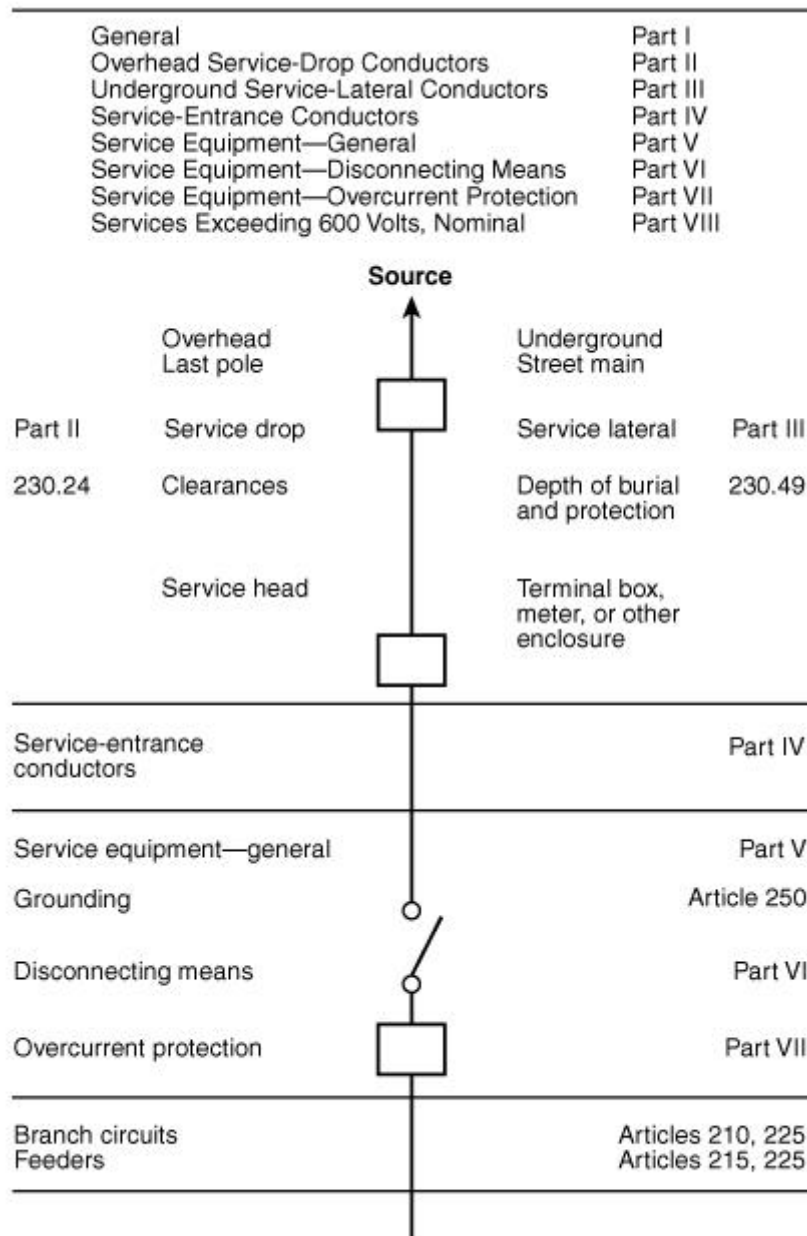 General Part I
Overhead Service-Drop Conductors Part II
Underground Service-Lateral Conductors Part III
Service-Entrance Conductors Part IV
Service Equipment—General Part V
Service Equipment—Disconnecting Means Part VI
Service Equipment—Overcurrent Protection Part VII
Services Exceeding 600 Volts, Nominal Part VIII
Source
Overhead
Last pole
Underground
Street main
Part II Service drop Service lateral Part III
230.24 Clearances Depth of burial 230.49
and protection
Service head Terminal box,
meter, or other
enclosure
Service-entrance
conductors
Part IV
Service equipment—general Part V
Grounding Article 250
Disconnecting means Part VI
Overcurrent protection Part VII
Branch circuits Articles 210, 225
Feeders Articles 215, 225